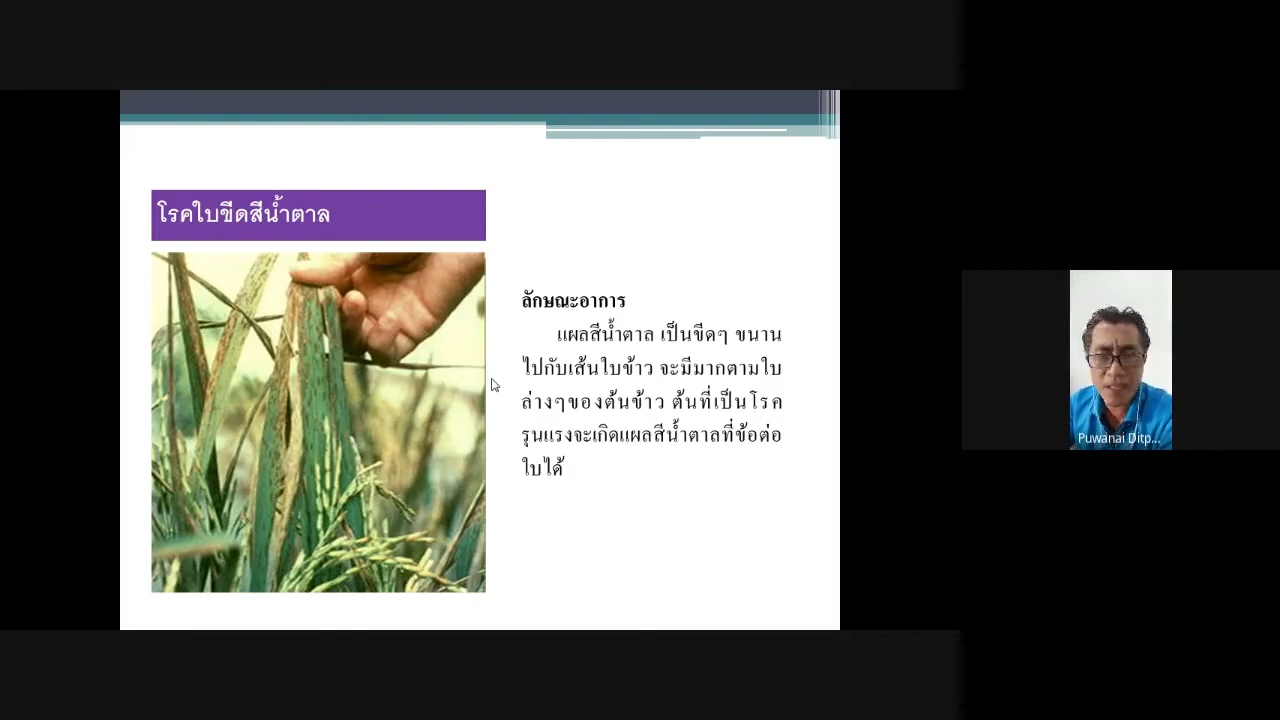 โรคใบขีดสีน้ำตาล
ลักษณะอาการ
แผลสีน้ำตาล เป็นขีดๆ ขนาน
ไปกับเส้นใบข้าว จะมีมากตามใบ
ล่างๆของต้นข้าว ต้นที่เป็นโรค
รุนแรงจะเกิดแผลสีน้ำตาลที่ข้อต่อ
ใบได้
Puwanai Ditp...